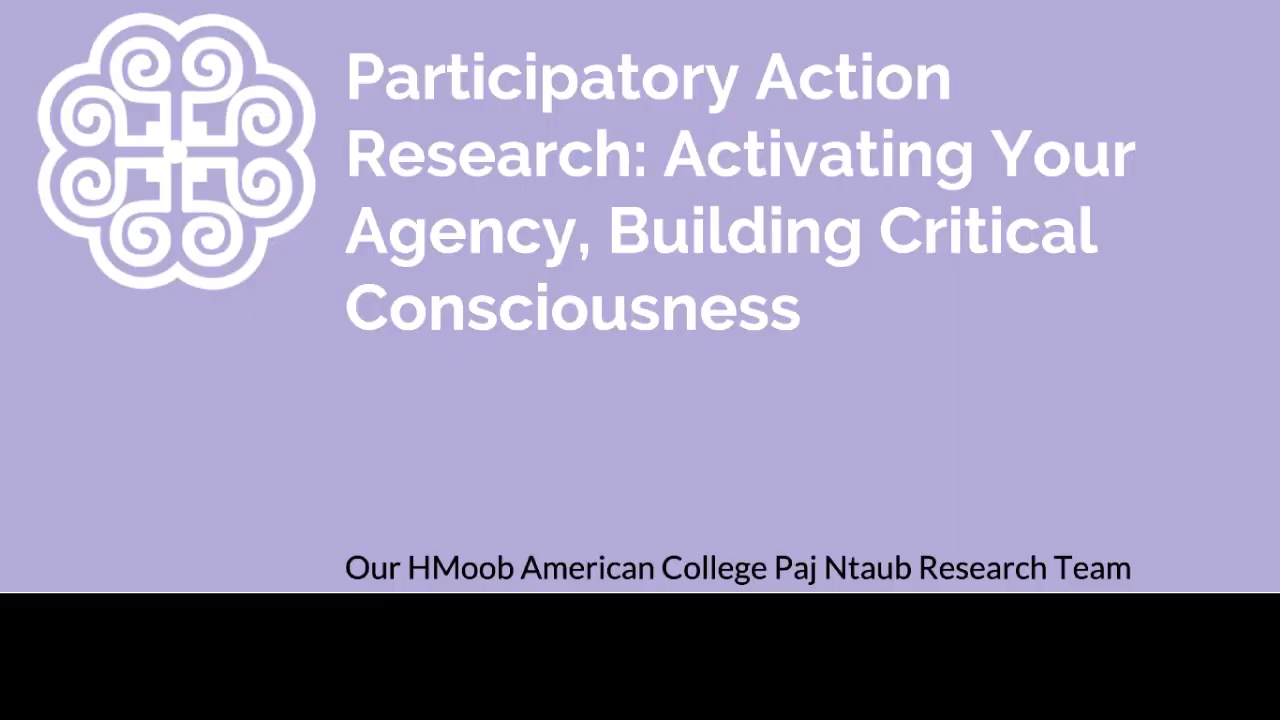 Participatory Action
Research: Activating Your
Agency, Building Critical
Consciousness
Our HMoob American College Paj Ntaub Research Team